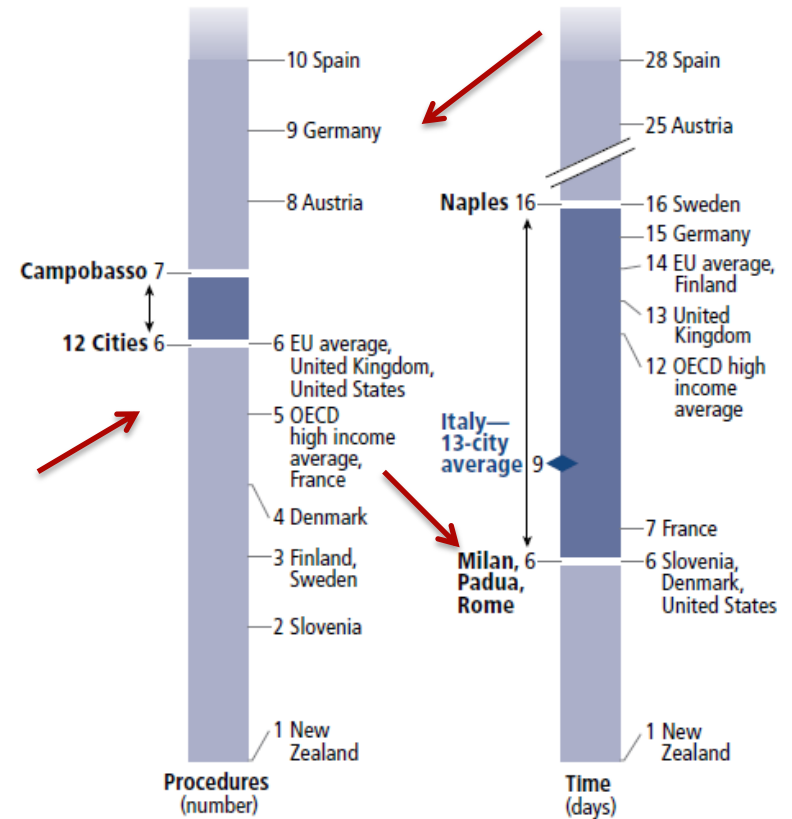 10 Spain
9 Germany
8 Austria
Campobasso 7
12 Cities 6
6 EU average,
United Kingdom,
United States
5 OECD
high income
average,
France
4 Denmark
3 Finland,
Sweden
2 Slovenia
1 New
Zealand
Procedures
(number)
28 Spain
25 Austria
Naples 16
16 Sweden
15 Germany
14 EU average,
Finland
13 United
Kingdom
12 OECD high
income
average
Italy—
13-city
average 9
7 France
Milan, 6
Padua,
Rome
6 Slovenia,
Denmark,
United States
1 New
Zealand
Time
(days)